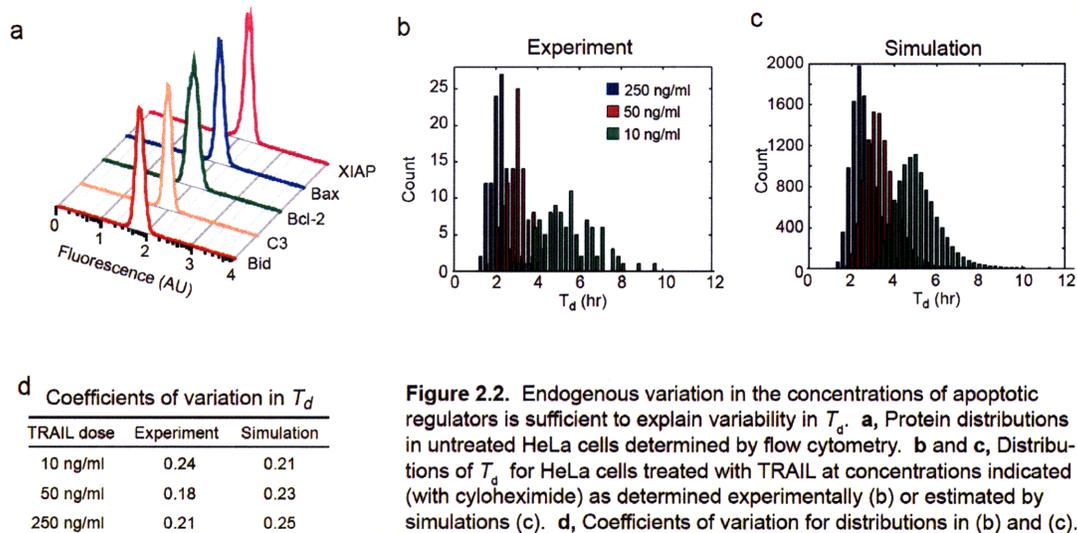 a
XIAP
Bax
Bcl-2
C3
Bid
0
1
2
3
4
Fluorescence (AU)
b
Experiment
250 ng/ml
50 ng/ml
10 ng/ml
25
20
15
10
5
0
Count
0 2 4 6 8 10 12
Td (hr)
c
Simulation
2000
1600
1200
800
400
0
Count
0 2 4 6 8 10 12
Td (hr)
d
Coefficients of variation in Td
TRAIL dose Experiment Simulation
10 ng/ml 0.24 0.21
50 ng/ml 0.18 0.23
250 ng/ml 0.21 0.25
Figure 2.2. Endogenous variation in the concentrations of apoptotic
regulators is sufficient to explain variability in Td. a, Protein distributions
in untreated HeLa cells determined by flow cytometry. b and c, Distribu-
tions of Td for HeLa cells treated with TRAIL at concentrations indicated
(with cyloheximide) as determined experimentally (b) or estimated by
simulations (c). d, Coefficients of variation for distributions in (b) and (c).